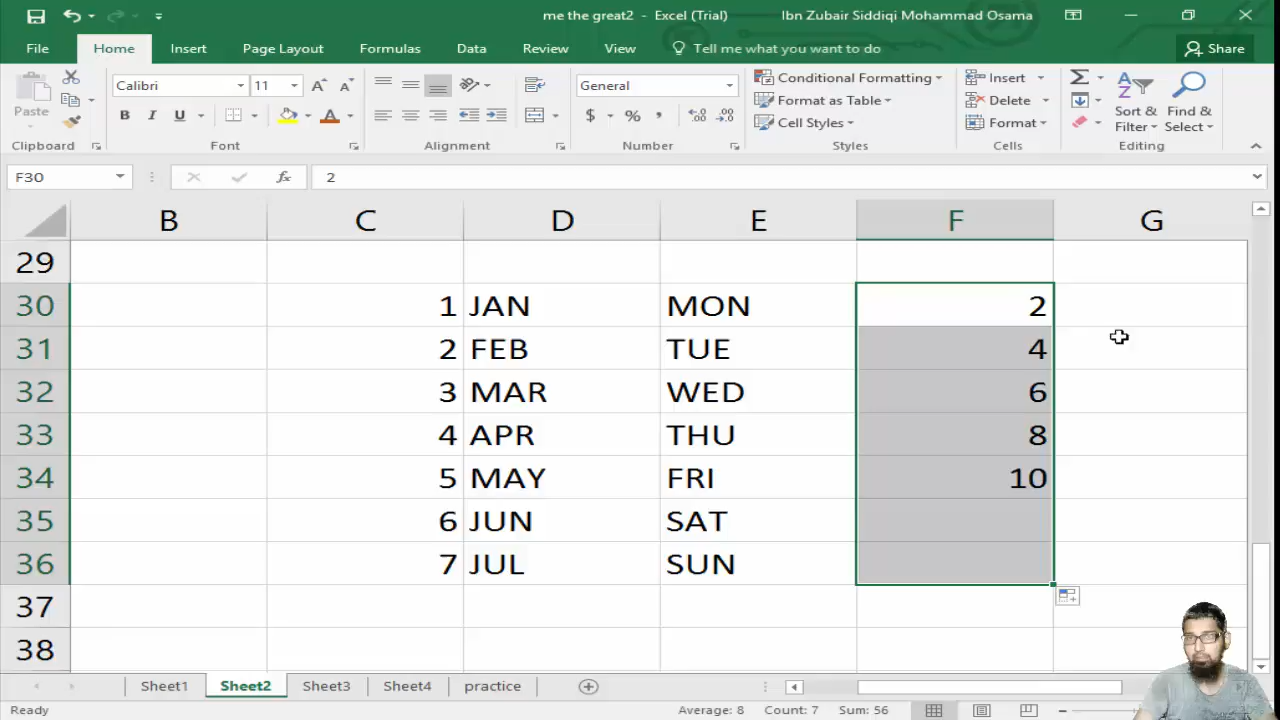 me the great2 - Excel (Trial) Ibn Zubair Siddiqi Mohammad Osama
File Home Insert Page Layout Formulas Data Review View Tell me what you want to do Share
Paste Calibri 11 General Conditional Formatting Format as Table Cell Styles Insert Delete Format Sort & Filter Find & Select
B I U A $ % ,
Clipboard Font Alignment Number Styles Cells Editing
F30 fx 2
B C D E F G
29
30 1 JAN MON 2
31 2 FEB TUE 4
32 3 MAR WED 6
33 4 APR THU 8
34 5 MAY FRI 10
35 6 JUN SAT
36 7 JUL SUN
37
38
Sheet1 Sheet2 Sheet3 Sheet4 practice
Ready Average: 8 Count: 7 Sum: 56